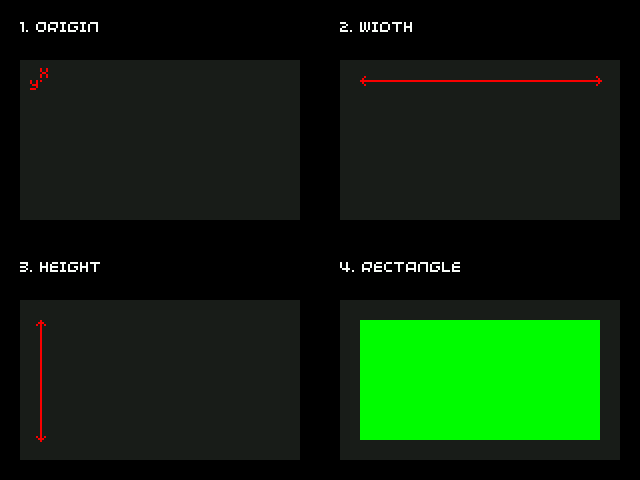 1. ORIGIN
2. WIDTH
x
y
3. HEIGHT
4. RECTANGLE